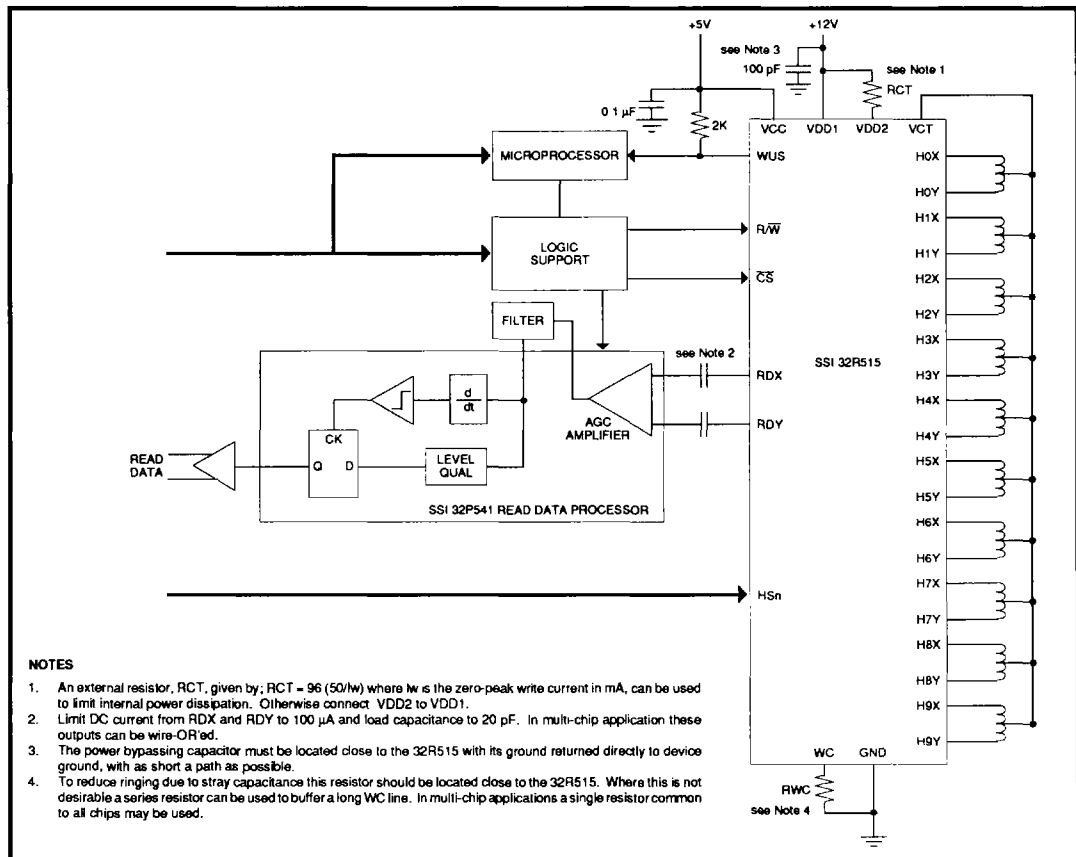 +5V
+12V
see Note 3
100 pF
see Note 1
RCT
0 1 µF
2K
VCC
VDD1
VDD2
VCT
MICROPROCESSOR
WUS
LOGIC
SUPPORT
R/W̅
C̅S̅
FILTER
see Note 2
SSI 32R515
RDX
RDY
d
dt
AGC
AMPLIFIER
CK
Q
D
LEVEL
QUAL
READ
DATA
SSI 32P541 READ DATA PROCESSOR
HSn
H0X
H0Y
H1X
H1Y
H2X
H2Y
H3X
H3Y
H4X
H4Y
H5X
H5Y
H6X
H6Y
H7X
H7Y
H8X
H8Y
H9X
H9Y
WC
GND
RWC
see Note 4
NOTES
1. An external resistor, RCT, given by; RCT = 96 (50/Iw) where Iw is the zero-peak write current in mA, can be used
to limit internal power dissipation. Otherwise connect VDD2 to VDD1.
2. Limit DC current from RDX and RDY to 100 µA and load capacitance to 20 pF. In multi-chip application these
outputs can be wire-OR'ed.
3. The power bypassing capacitor must be located close to the 32R515 with its ground returned directly to device
ground, with as short a path as possible.
4. To reduce ringing due to stray capacitance this resistor should be located close to the 32R515. Where this is not
desirable a series resistor can be used to buffer a long WC line. In multi-chip applications a single resistor common
to all chips may be used.